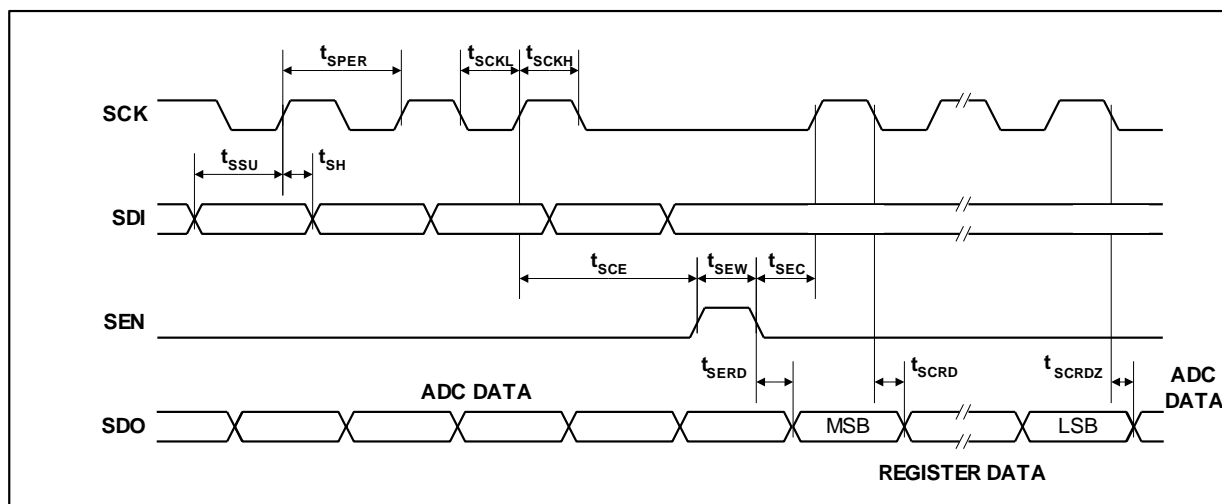 tSPER
tSCKL
tSCKH
SCK
tSSU
tSH
SDI
tSCE
tSEW
tSEC
SEN
tSERD
tSCRD
tSCRDZ
ADC DATA
ADC
DATA
SDO
MSB
LSB
REGISTER DATA